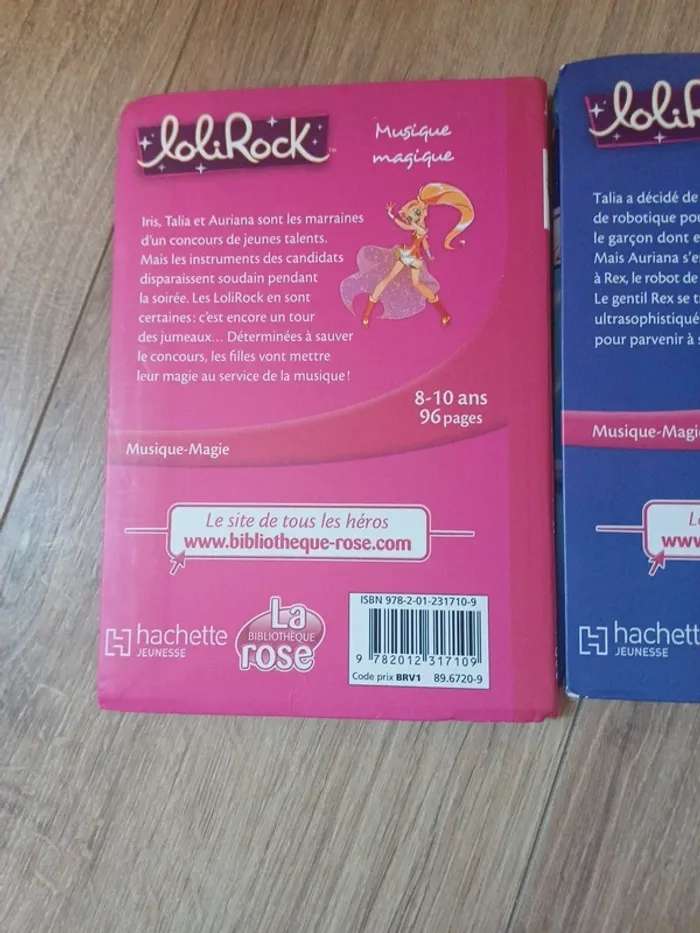 loliRock™
Musique
magique
Iris, Talia et Auriana sont les marraines
d'un concours de jeunes talents.
Mais les instruments des candidats
disparaissent soudain pendant
la soirée. Les LoliRock en sont
certaines : c'est encore un tour
des jumeaux... Déterminées à sauver
le concours, les filles vont mettre
leur magie au service de la musique !
8-10 ans
96 pages
Musique-Magie
Le site de tous les héros
www.bibliotheque-rose.com
hachette
JEUNESSE
La
BIBLIOTHÈQUE
rose
ISBN 978-2-01-231710-9
9 782012 317109
Code prix BRV1 89.6720-9
loliR
Talia a décidé de
de robotique pou
le garçon dont e
Mais Auriana s'e
à Rex, le robot de
Le gentil Rex se t
ultrasophistiqué
pour parvenir à s
Musique-Magi
L
www
hachet
JEUNESSE